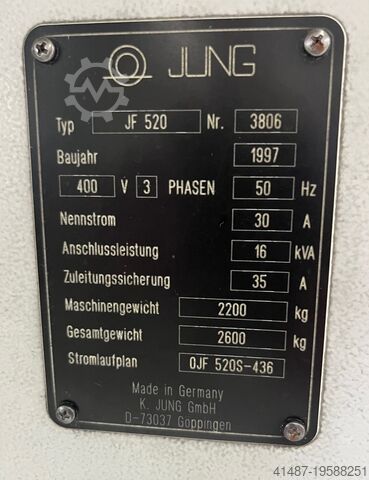 JUNG
Typ JF 520 Nr. 3806
Baujahr 1997
400 V 3 PHASEN 50 Hz
Nennstrom 30 A
Anschlussleistung 16 kVA
Zuleitungssicherung 35 A
Maschinengewicht 2200 kg
Gesamtgewicht 2600 kg
Stromlaufplan OJF 520S-436
Made in Germany
K. JUNG GmbH
D-73037 Göppingen
41487-19588251